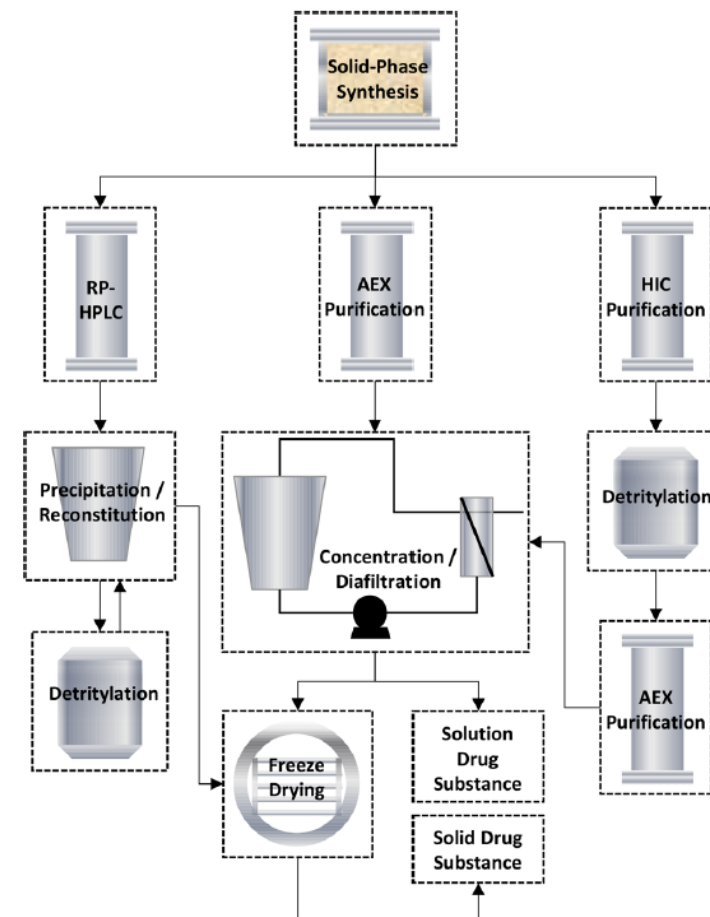 Solid-Phase
Synthesis
RP-
HPLC
AEX
Purification
HIC
Purification
Precipitation /
Reconstitution
Concentration /
Diafiltration
Detritylation
Detritylation
AEX
Purification
Freeze
Drying
Solution
Drug
Substance
Solid Drug
Substance